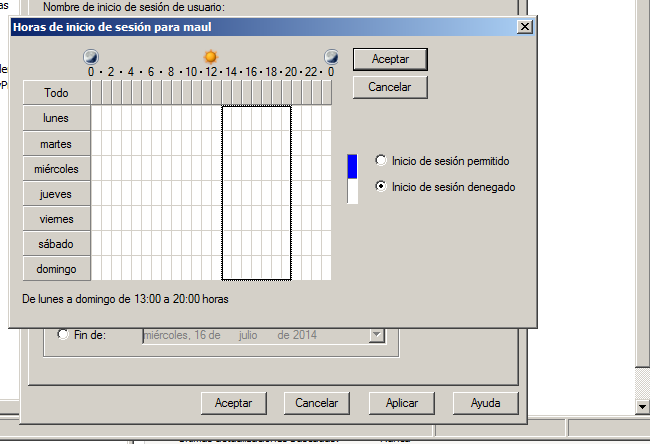 as
Nombre de inicio de sesión de usuario:
Horas de inicio de sesión para maul
0 · 2 · 4 · 6 · 8 · 10 · 12 · 14 · 16 · 18 · 20 · 22 · 0
Aceptar
Cancelar
Todo
lunes
martes
miércoles
jueves
viernes
sábado
domingo
Inicio de sesión permitido
Inicio de sesión denegado
De lunes a domingo de 13:00 a 20:00 horas
Fin de:
miércoles, 16 de julio de 2014
Aceptar
Cancelar
Aplicar
Ayuda